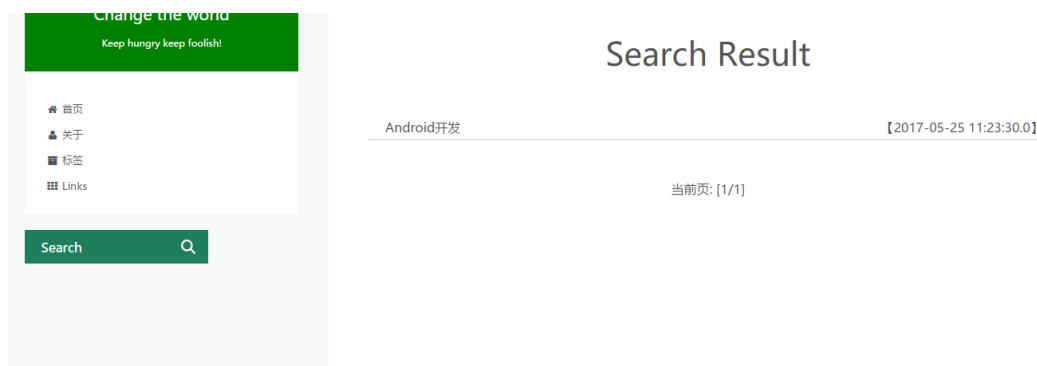 Change the world
Keep hungry keep foolish!
首页
关于
标签
Links
Search
Search Result
Android开发 【2017-05-25 11:23:30.0】
当前页: [1/1]